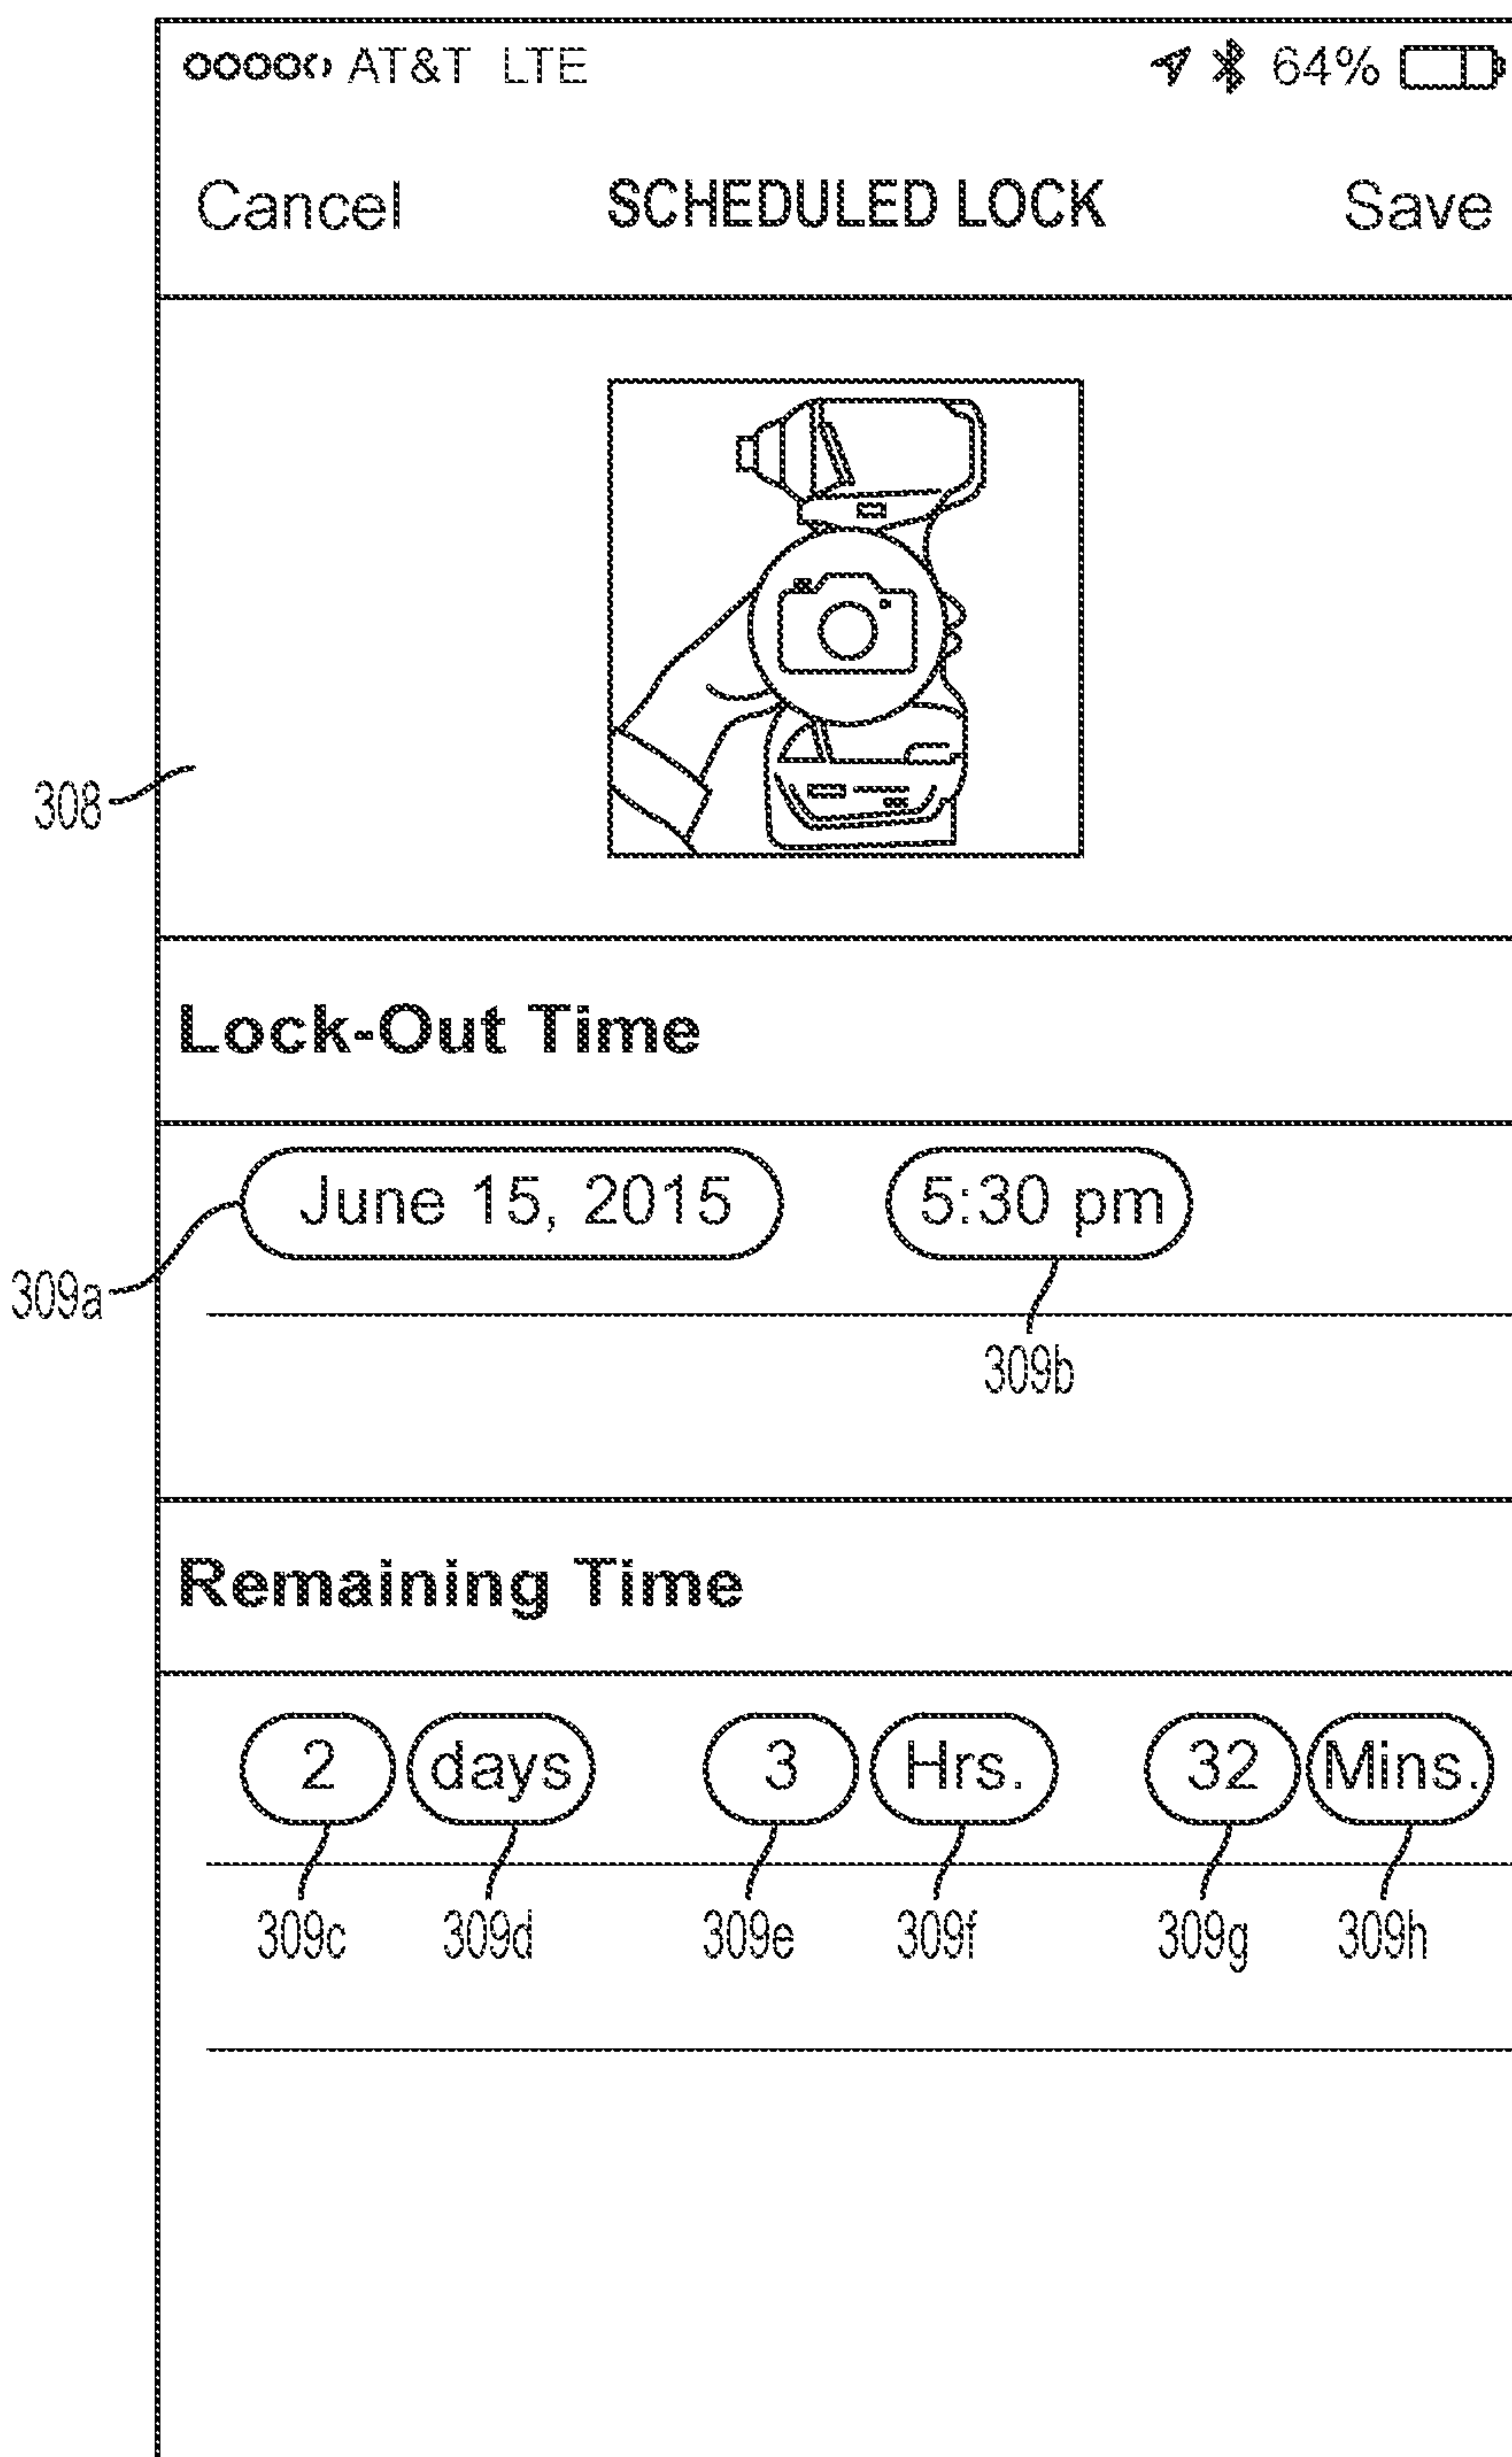 AT&T LTE 64%
Cancel SCHEDULED LOCK Save
308
Lock-Out Time
June 15, 2015 5:30 pm
309a
309b
Remaining Time
2 days 3 Hrs. 32 Mins.
309c 309d 309e 309f 309g 309h